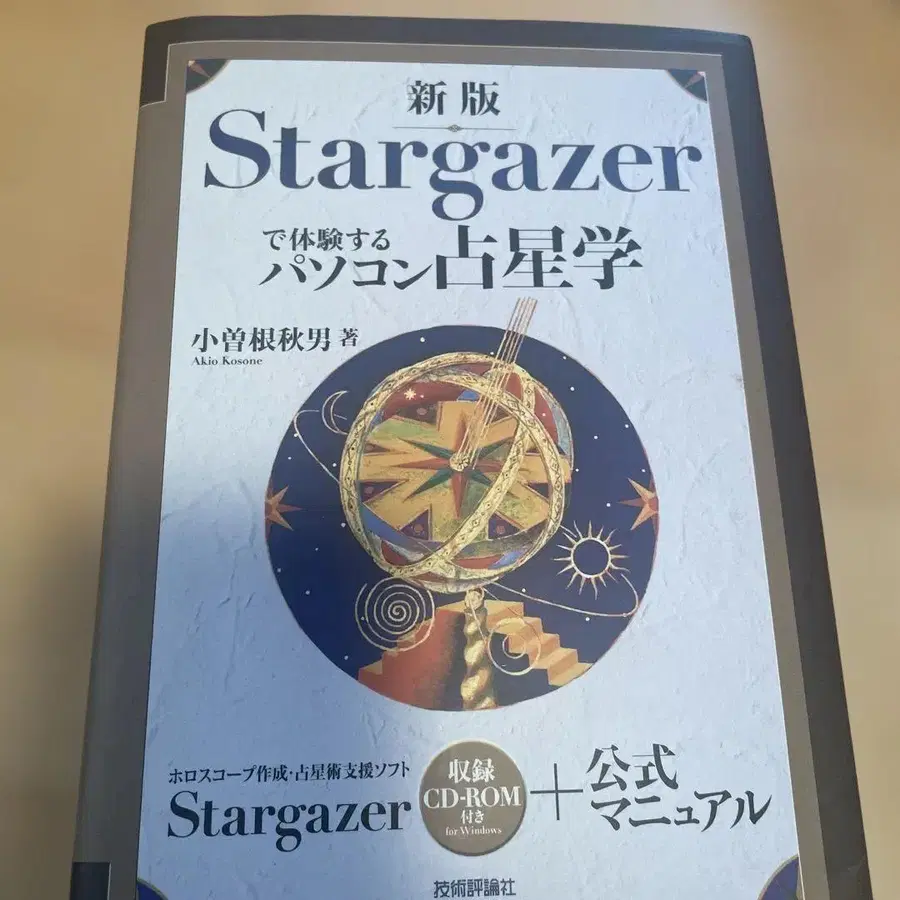 新版
Stargazer
で体験する
パソコン占星学
小曽根秋男 著
Akio Kosone
ホロスコープ作成・占星術支援ソフト
Stargazer
収録
CD-ROM
付き
for Windows
+
公式
マニュアル
技術評論社